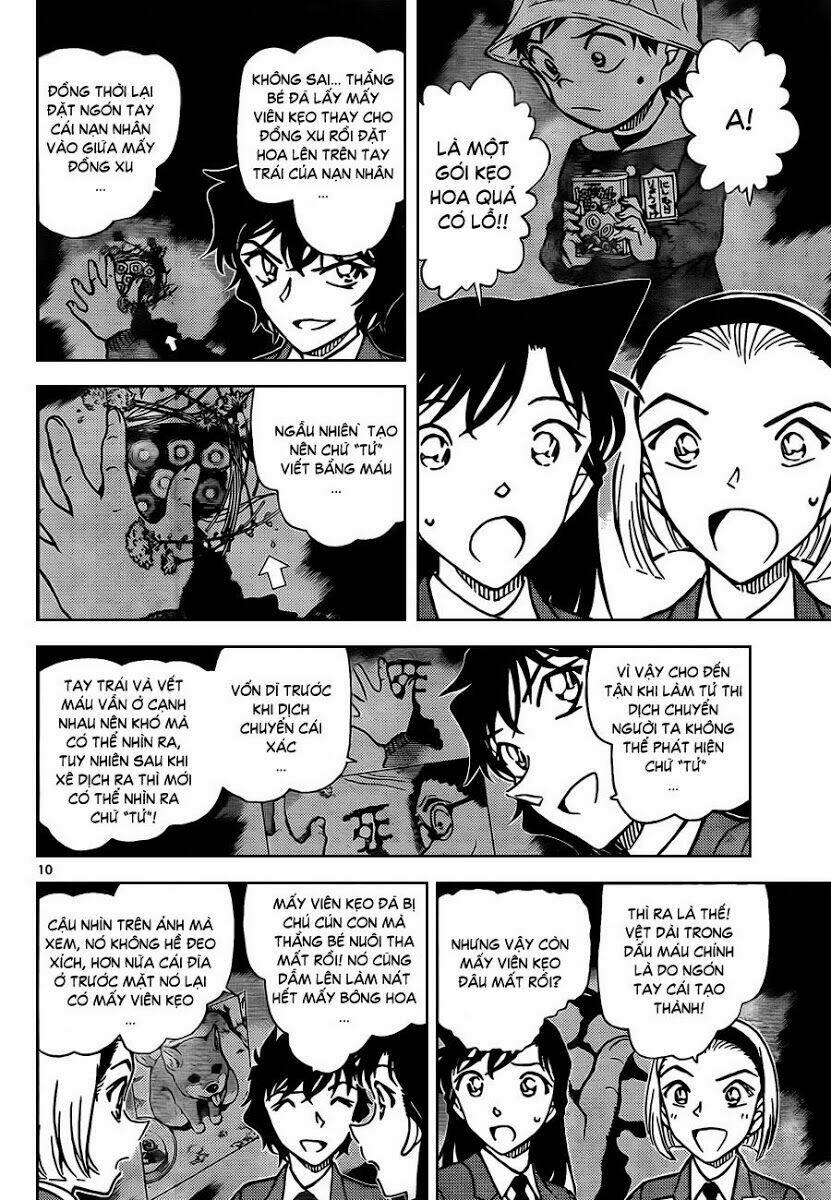 A!
LÀ MỘT
GÓI KẸO
HOA QUẢ
CÓ LỖ!!
KHÔNG SAI... THẰNG
BÉ ĐÃ LẤY MẤY
VIÊN KẸO THAY CHO
ĐỒNG XU RỒI ĐẶT
HOA LÊN TRÊN TAY
TRÁI CỦA NẠN NHÂN
...
ĐỒNG THỜI LẠI
ĐẶT NGÓN TAY
CÁI NẠN NHÂN
VÀO GIỮA MẤY
ĐỒNG XU
...
NGẪU NHIÊN` TẠO
NÊN CHỮ "TỬ"
VIẾT BẰNG MÁU
...
VÌ VẬY CHO ĐẾN
TẬN KHI LÀM TỬ THI
DỊCH CHUYỂN
NGƯỜI TA KHÔNG
THỂ PHÁT HIỆN
CHỮ "TỬ"
...
VỐN DĨ TRƯỚC
KHI DỊCH
CHUYỂN CÁI
XÁC
...
TAY TRÁI VÀ VẾT
MÁU VẪN Ở CẠNH
NHAU NÊN KHÓ MÀ
CÓ THỂ NHÌN RA,
TUY NHIÊN SAU KHI
XÊ DỊCH RA THÌ MỚI
CÓ THỂ NHÌN RA
CHỮ "TỬ"!
10
THÌ RA LÀ THẾ!
VỆT DÀI TRONG
DẤU MÁU CHÍNH
LÀ DO NGÓN
TAY CÁI TẠO
THÀNH!
NHƯNG VẬY CÒN
MẤY VIÊN KẸO
ĐÂU MẤT RỒI?
MẤY VIÊN KẸO ĐÃ BỊ
CHÚ CÚN CON MÀ
THẰNG BÉ NUÔI THA
MẤT RỒI! NÓ CŨNG
DẪM LÊN LÀM NÁT
HẾT MẤY BÔNG HOA
...
CẬU NHÌN TRÊN ẢNH MÀ
XEM, NÓ KHÔNG HỀ ĐEO
XÍCH, HƠN NỮA CÁI DĨA
Ở TRƯỚC MẶT NÓ LẠI
CÓ MẤY VIÊN KẸO
...